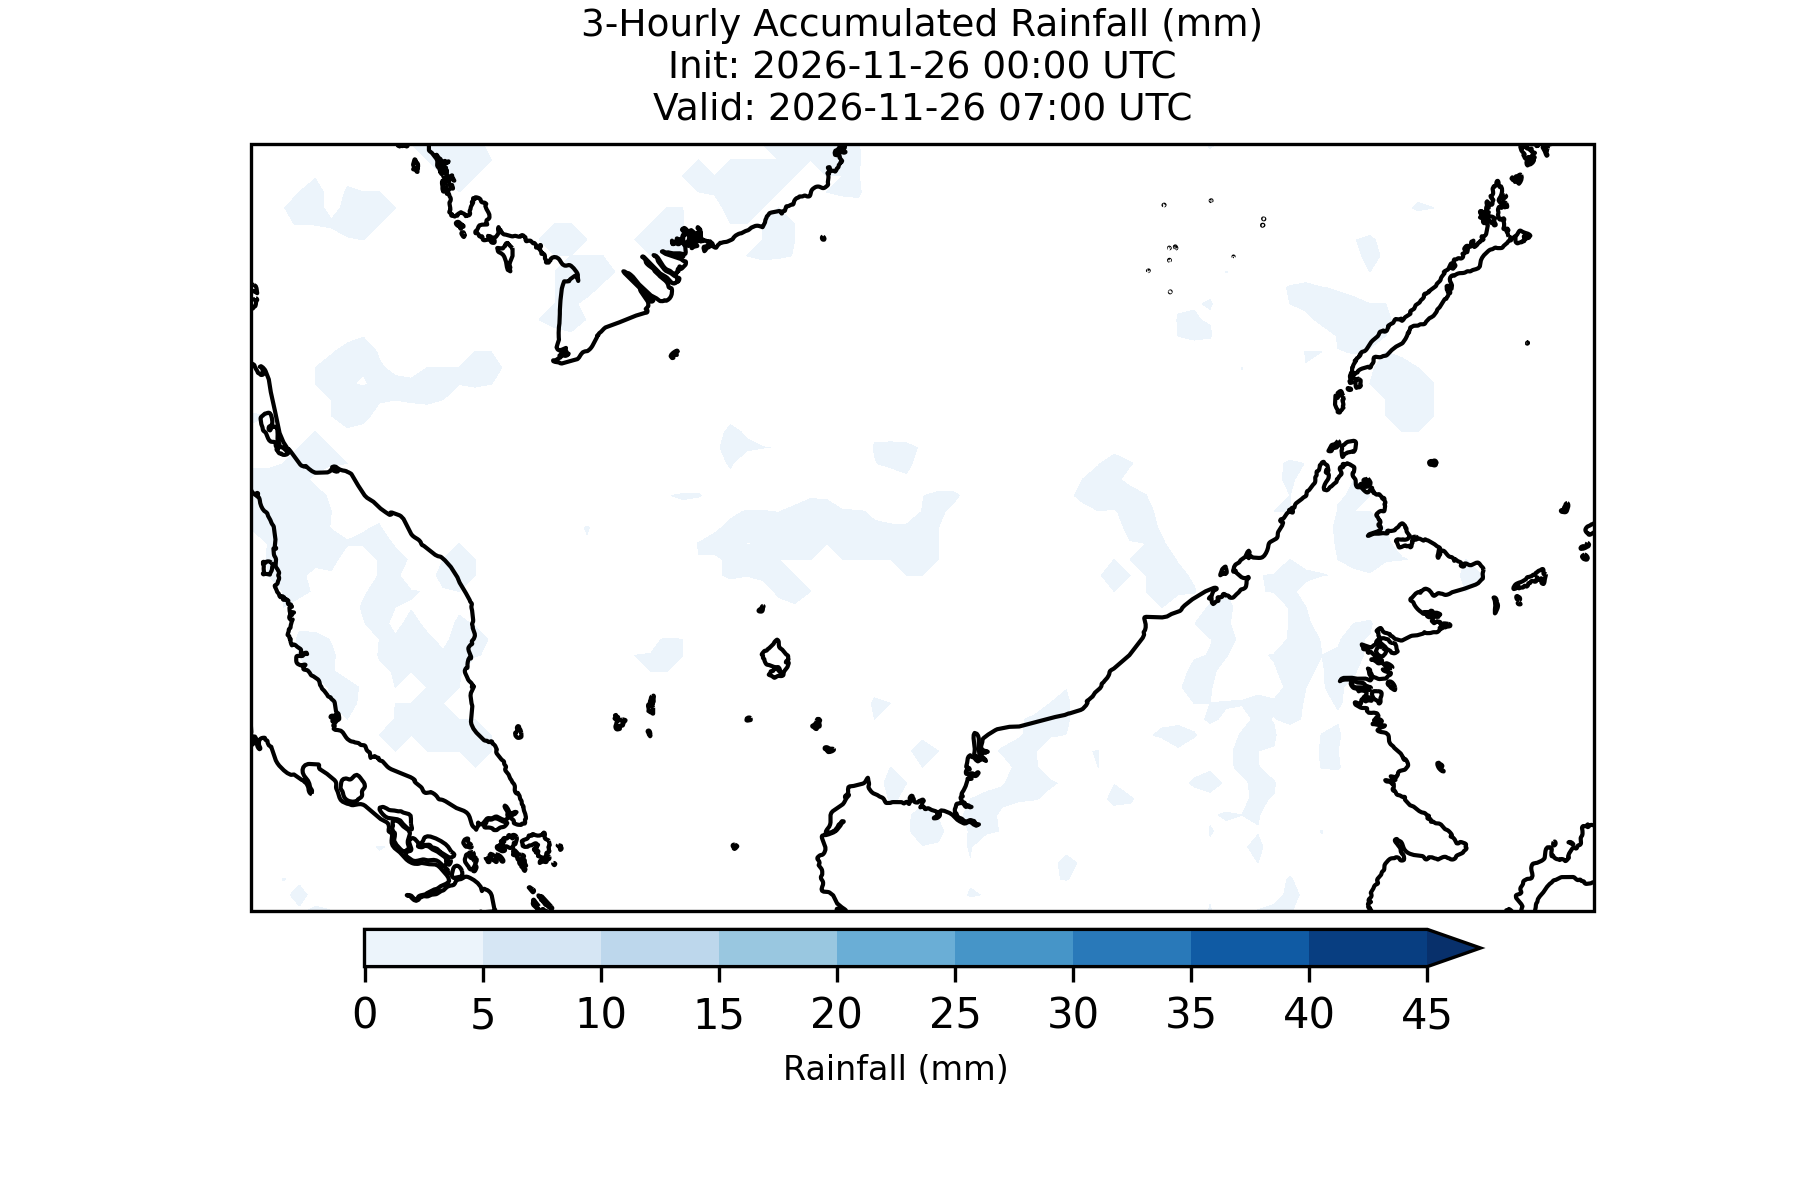 3-Hourly Accumulated Rainfall (mm)
Init: 2026-11-26 00:00 UTC
Valid: 2026-11-26 07:00 UTC
0 5 10 15 20 25 30 35 40 45
Rainfall (mm)